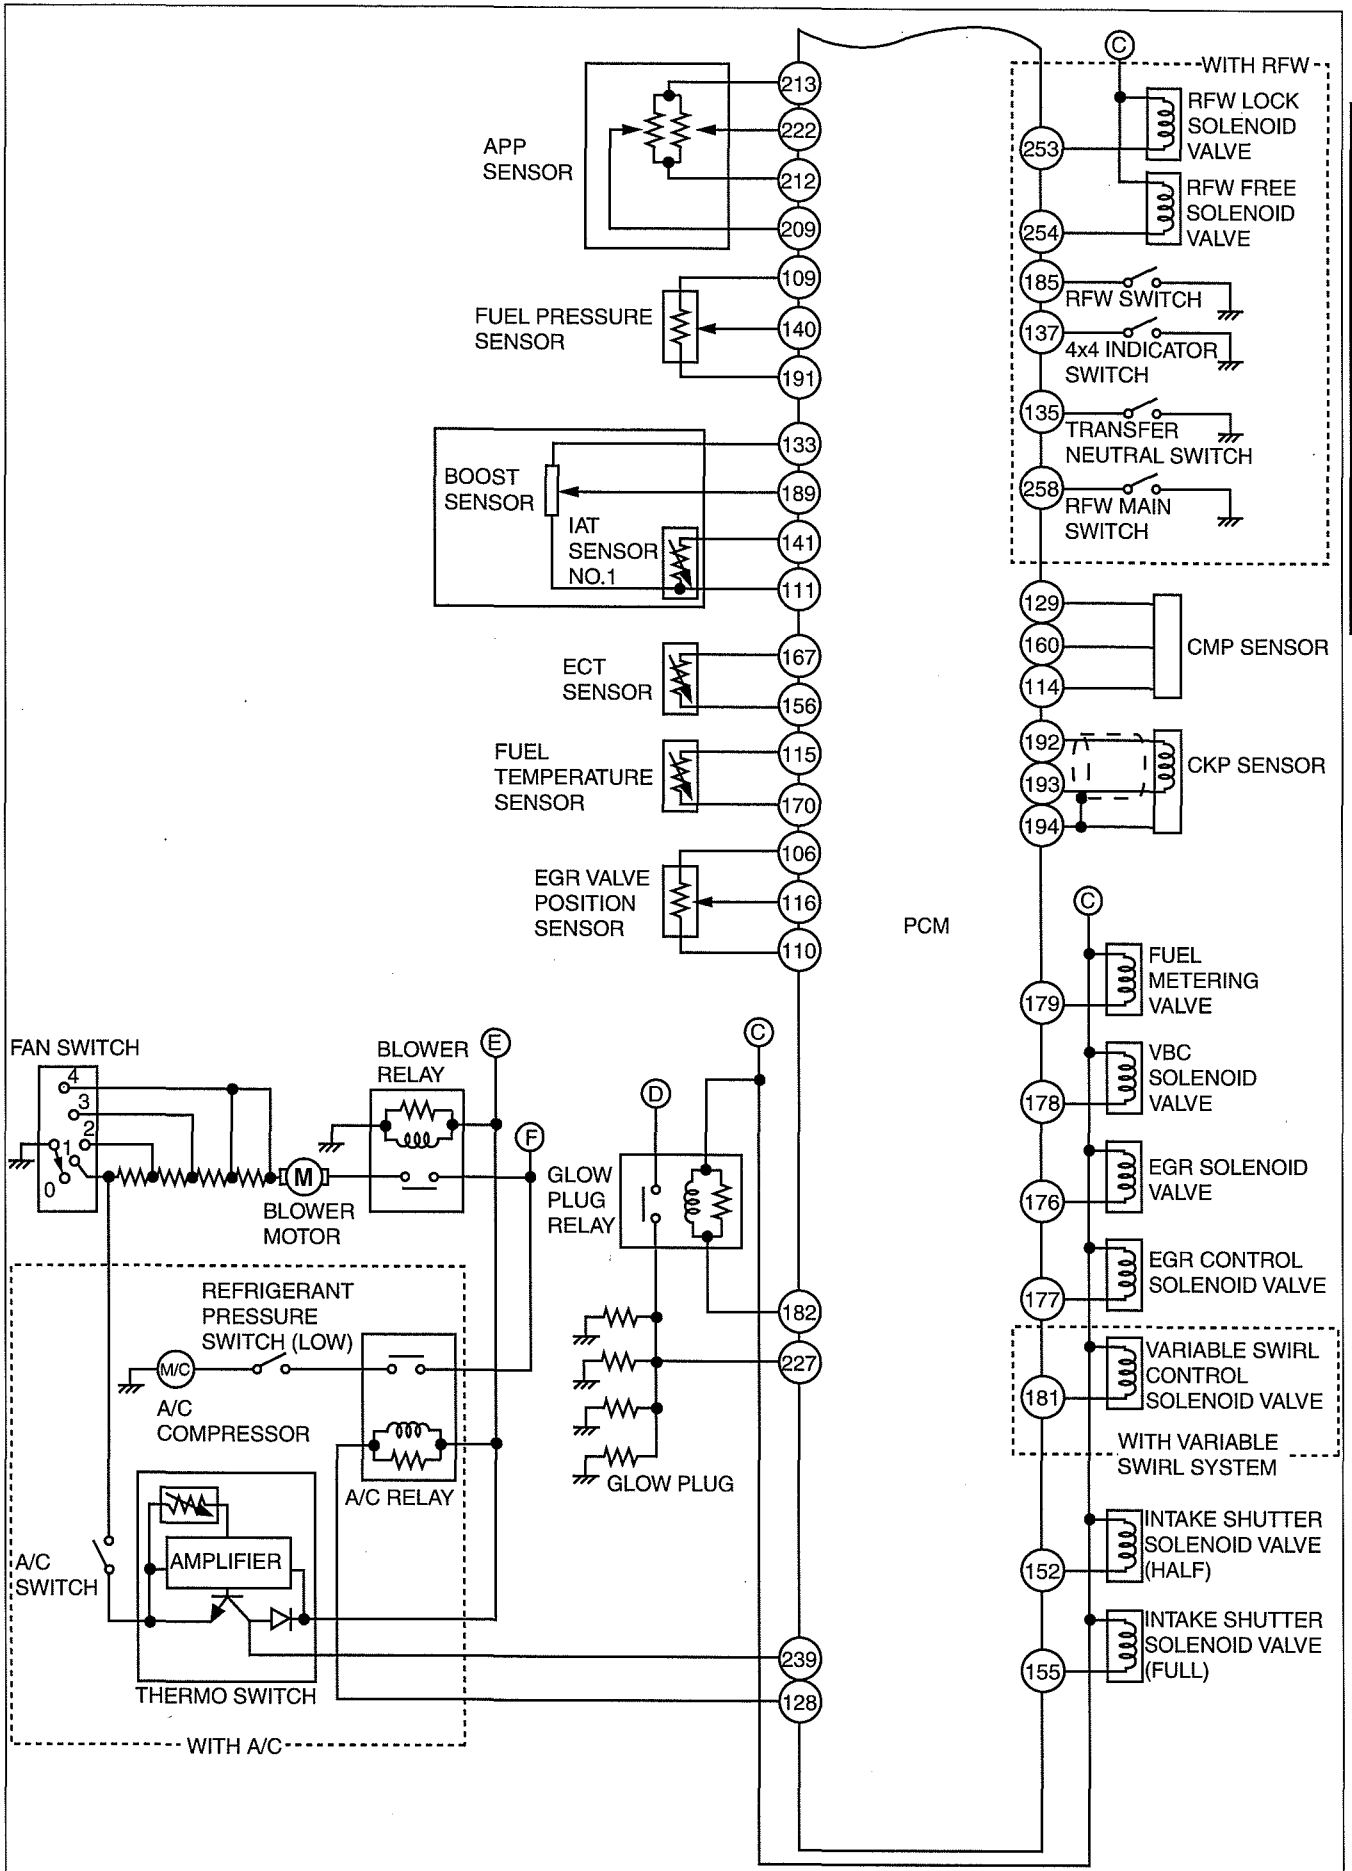 C
WITH RFW
213
222
212
209
APP
SENSOR
RFW LOCK
SOLENOID
VALVE
253
RFW FREE
SOLENOID
VALVE
254
185
RFW SWITCH
137
4x4 INDICATOR
SWITCH
135
TRANSFER
NEUTRAL SWITCH
258
RFW MAIN
SWITCH
109
140
191
FUEL PRESSURE
SENSOR
133
189
141
111
BOOST
SENSOR
IAT
SENSOR
NO.1
129
160
114
CMP SENSOR
167
156
ECT
SENSOR
192
193
194
CKP SENSOR
115
170
FUEL
TEMPERATURE
SENSOR
106
116
110
EGR VALVE
POSITION
SENSOR
PCM
C
FUEL
METERING
VALVE
179
VBC
SOLENOID
VALVE
178
EGR SOLENOID
VALVE
176
EGR CONTROL
SOLENOID VALVE
177
VARIABLE SWIRL
CONTROL
SOLENOID VALVE
181
WITH VARIABLE
SWIRL SYSTEM
INTAKE SHUTTER
SOLENOID VALVE
(HALF)
152
INTAKE SHUTTER
SOLENOID VALVE
(FULL)
155
FAN SWITCH
4
3
2
1
0
BLOWER
RELAY
E
F
M
BLOWER
MOTOR
C
D
GLOW
PLUG
RELAY
182
227
GLOW PLUG
REFRIGERANT
PRESSURE
SWITCH (LOW)
M/C
A/C
COMPRESSOR
A/C RELAY
A/C
SWITCH
AMPLIFIER
THERMO SWITCH
239
128
WITH A/C